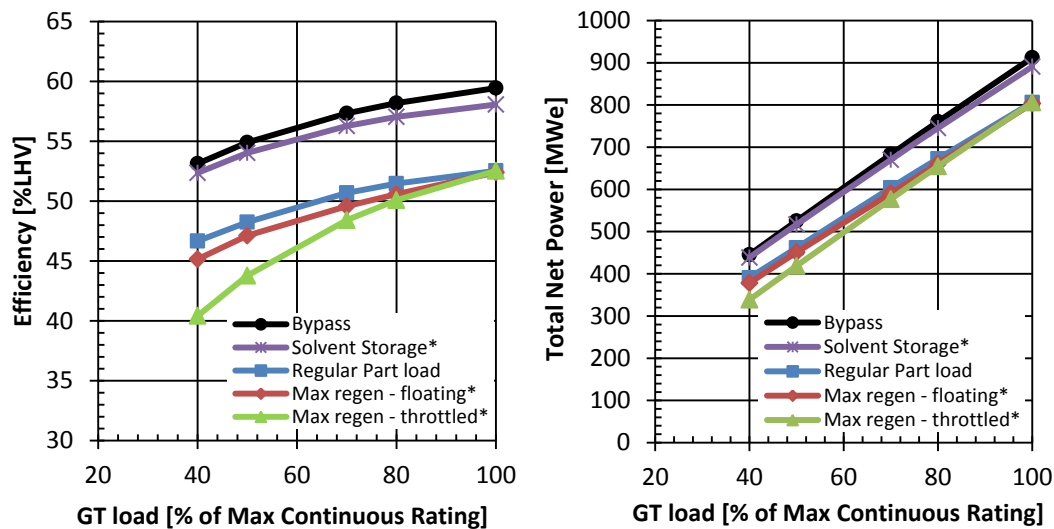 65
60
55
50
45
40
35
30
Efficiency [%LHV]
Bypass
Solvent Storage*
Regular Part load
Max regen - floating*
Max regen - throttled*
20 40 60 80 100
GT load [% of Max Continuous Rating]
1000
900
800
700
600
500
400
300
200
100
0
Total Net Power [MWe]
Bypass
Solvent Storage*
Regular Part load
Max regen - floating*
Max regen - throttled*
20 40 60 80 100
GT load [% of Max Continuous Rating]